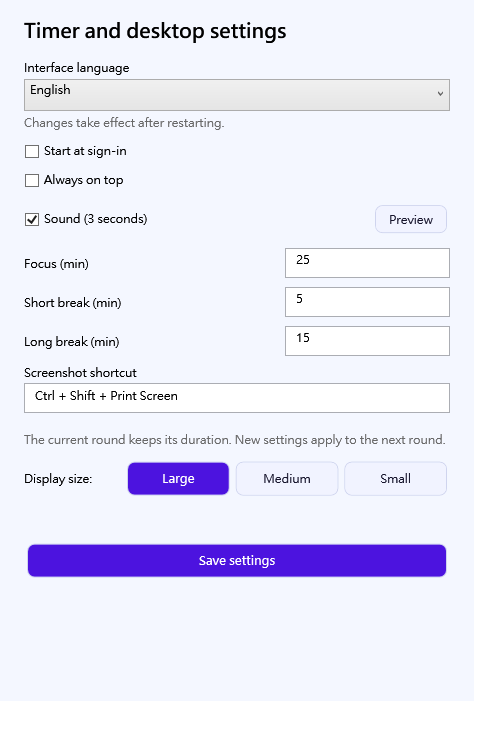 Timer and desktop settings
Interface language
English
Changes take effect after restarting.
Start at sign-in
Always on top
Sound (3 seconds)
Preview
Focus (min)
25
Short break (min)
5
Long break (min)
15
Screenshot shortcut
Ctrl + Shift + Print Screen
The current round keeps its duration. New settings apply to the next round.
Display size:
Large
Medium
Small
Save settings